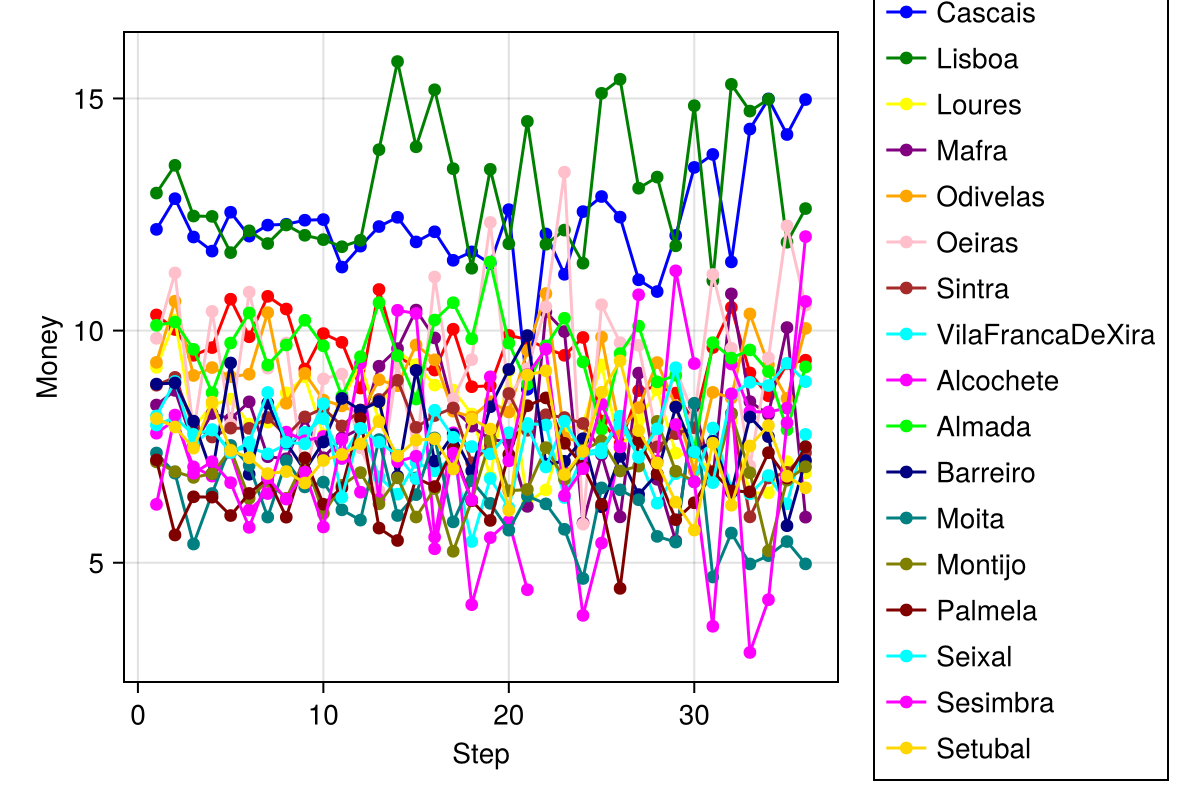 Cascais
Lisboa
Loures
Mafra
Odivelas
Oeiras
Sintra
VilaFrancaDeXira
Alcochete
Almada
Barreiro
Moita
Montijo
Palmela
Seixal
Sesimbra
Setubal
Money
15
10
5
0 10 20 30
Step